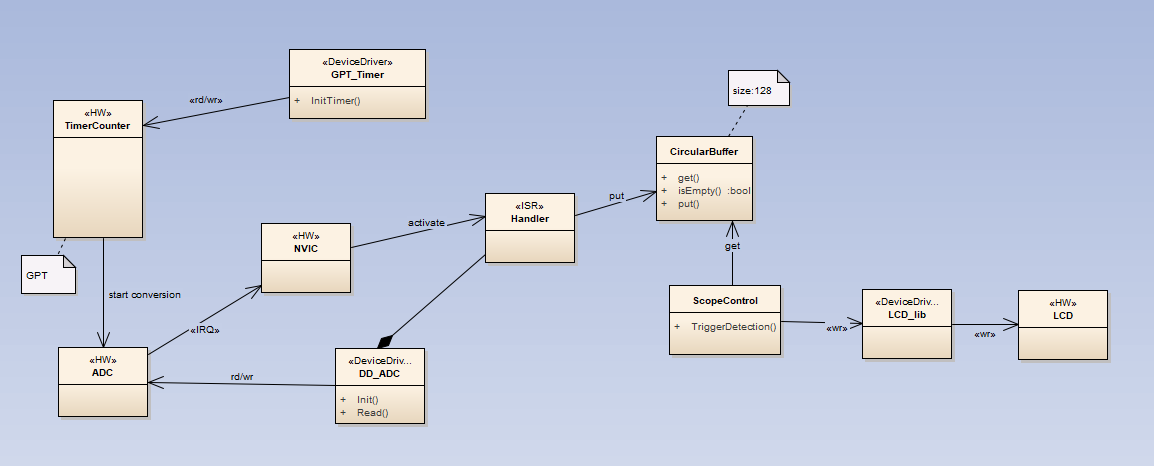 «DeviceDriver»
GPT_Timer
+ InitTimer()
«rd/wr»
«HW»
TimerCounter
GPT
start conversion
«HW»
ADC
«IRQ»
«HW»
NVIC
activate
«ISR»
Handler
rd/wr
«DeviceDriv...
DD_ADC
+ Init()
+ Read()
put
size:128
CircularBuffer
+ get()
+ isEmpty() :bool
+ put()
get
ScopeControl
+ TriggerDetection()
«wr»
«DeviceDriv...
LCD_lib
«wr»
«HW»
LCD